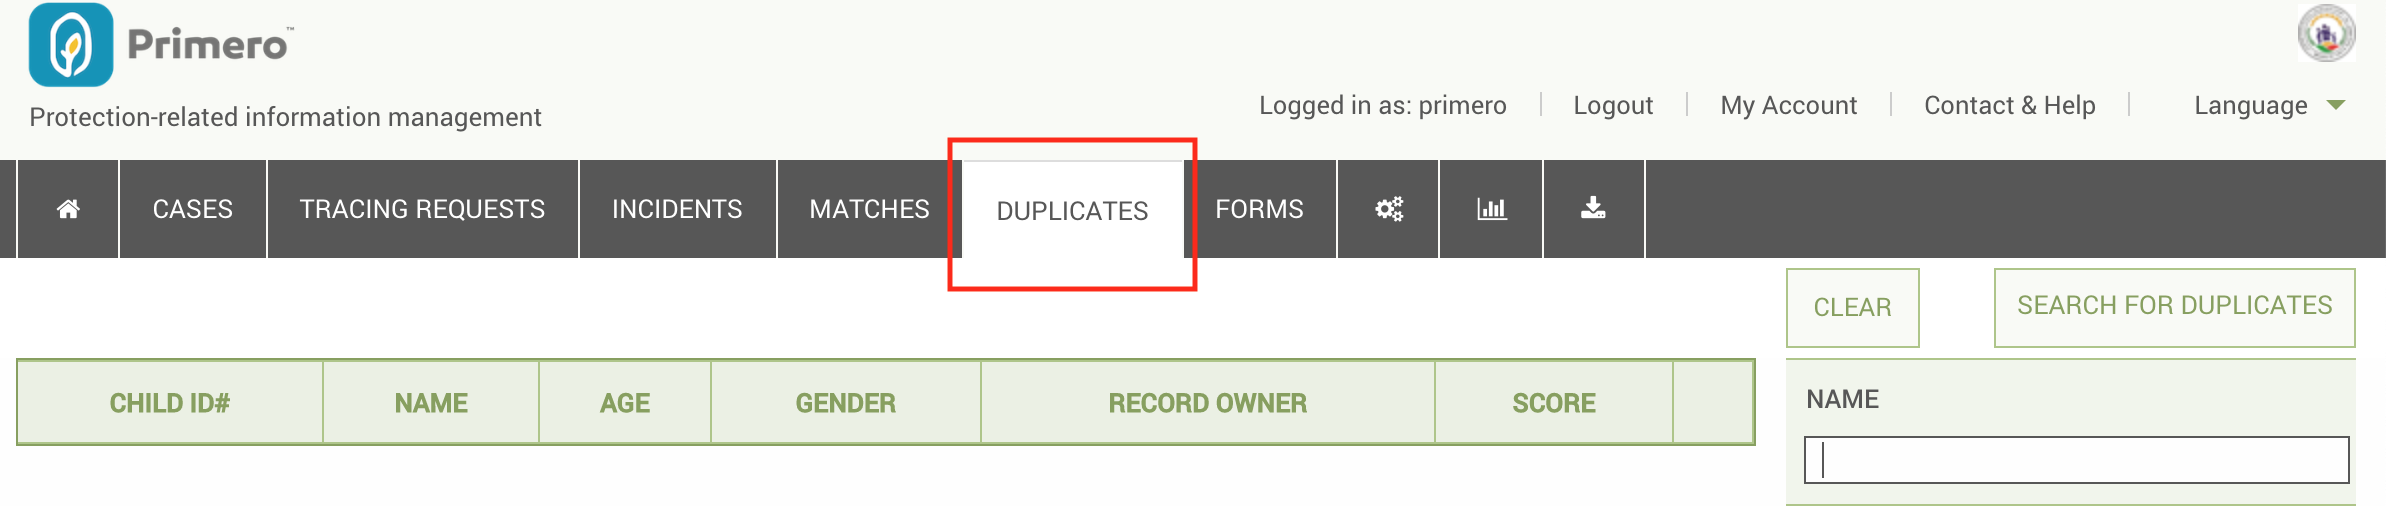 Primero™
Protection-related information management
Logged in as: primero
Logout
My Account
Contact & Help
Language
CASES
TRACING REQUESTS
INCIDENTS
MATCHES
DUPLICATES
FORMS
CLEAR
SEARCH FOR DUPLICATES
CHILD ID#
NAME
AGE
GENDER
RECORD OWNER
SCORE
NAME